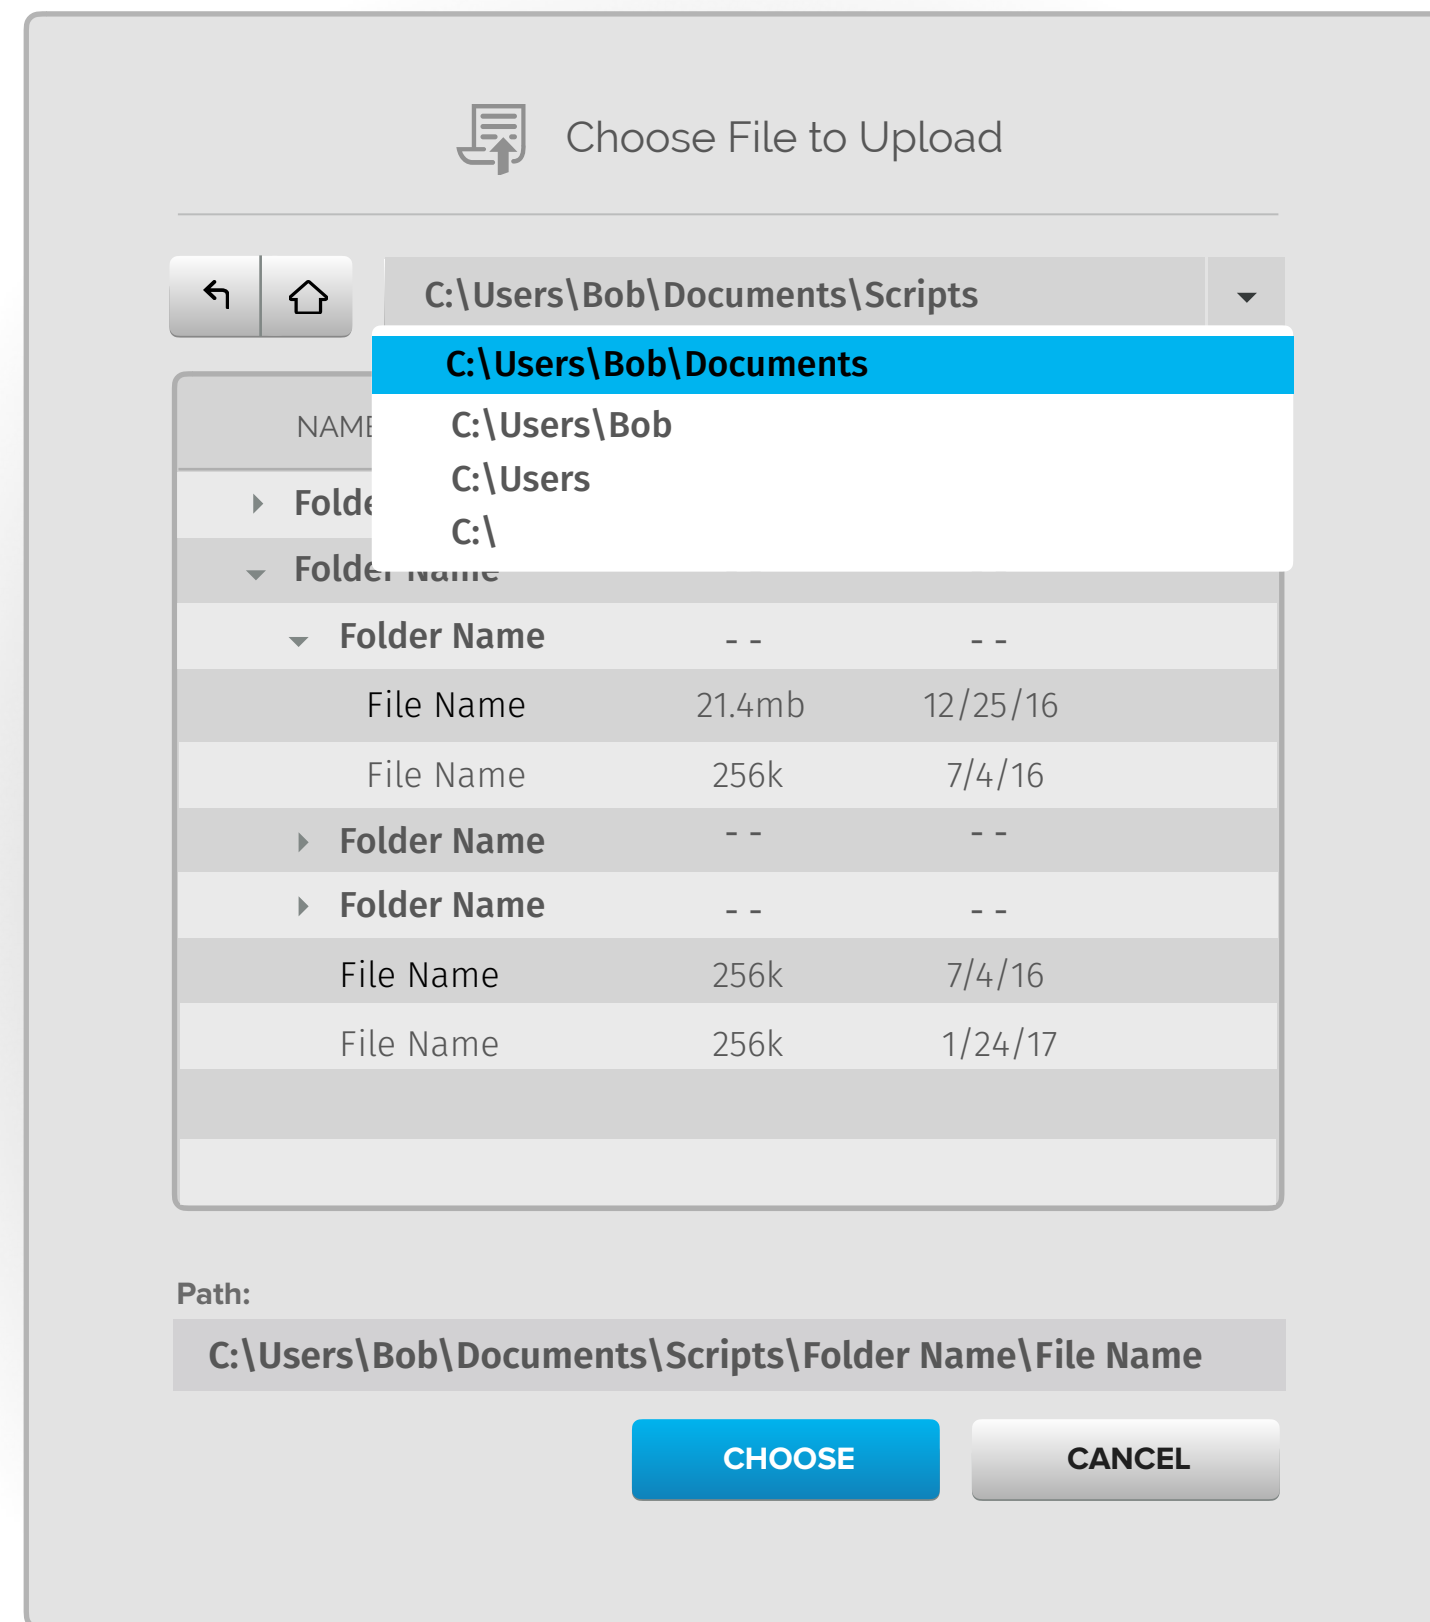 Choose File to Upload
C:\Users\Bob\Documents\Scripts
C:\Users\Bob\Documents
C:\Users\Bob
C:\Users
C:\
NAME
Folder Name
Folder Name - - - -
File Name 21.4mb 12/25/16
File Name 256k 7/4/16
Folder Name - - - -
Folder Name - - - -
File Name 256k 7/4/16
File Name 256k 1/24/17
Path:
C:\Users\Bob\Documents\Scripts\Folder Name\File Name
CHOOSE CANCEL